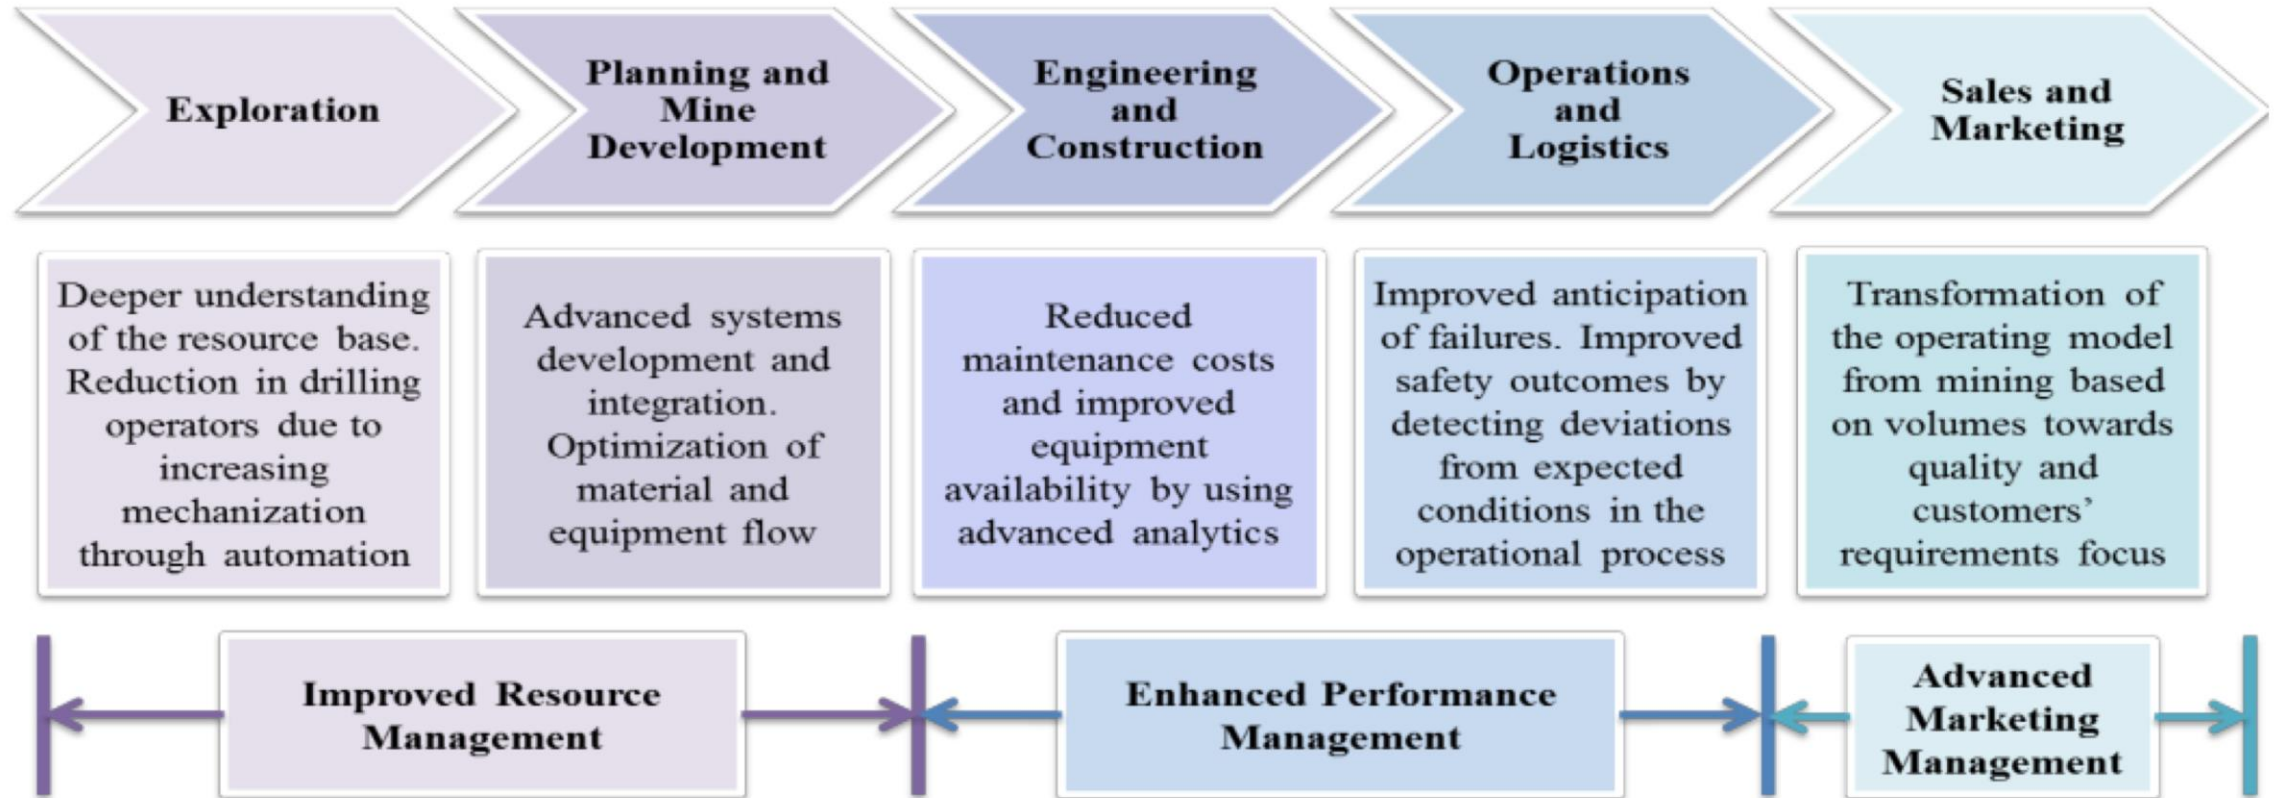 Exploration
Planning and
Mine
Development
Engineering
and
Construction
Operations
and
Logistics
Sales and
Marketing
Deeper understanding
of the resource base.
Reduction in drilling
operators due to
increasing
mechanization
through automation
Advanced systems
development and
integration.
Optimization of
material and
equipment flow
Reduced
maintenance costs
and improved
equipment
availability by using
advanced analytics
Improved anticipation
of failures. Improved
safety outcomes by
detecting deviations
from expected
conditions in the
operational process
Transformation of
the operating model
from mining based
on volumes towards
quality and
customers’
requirements focus
Improved Resource
Management
Enhanced Performance
Management
Advanced
Marketing
Management